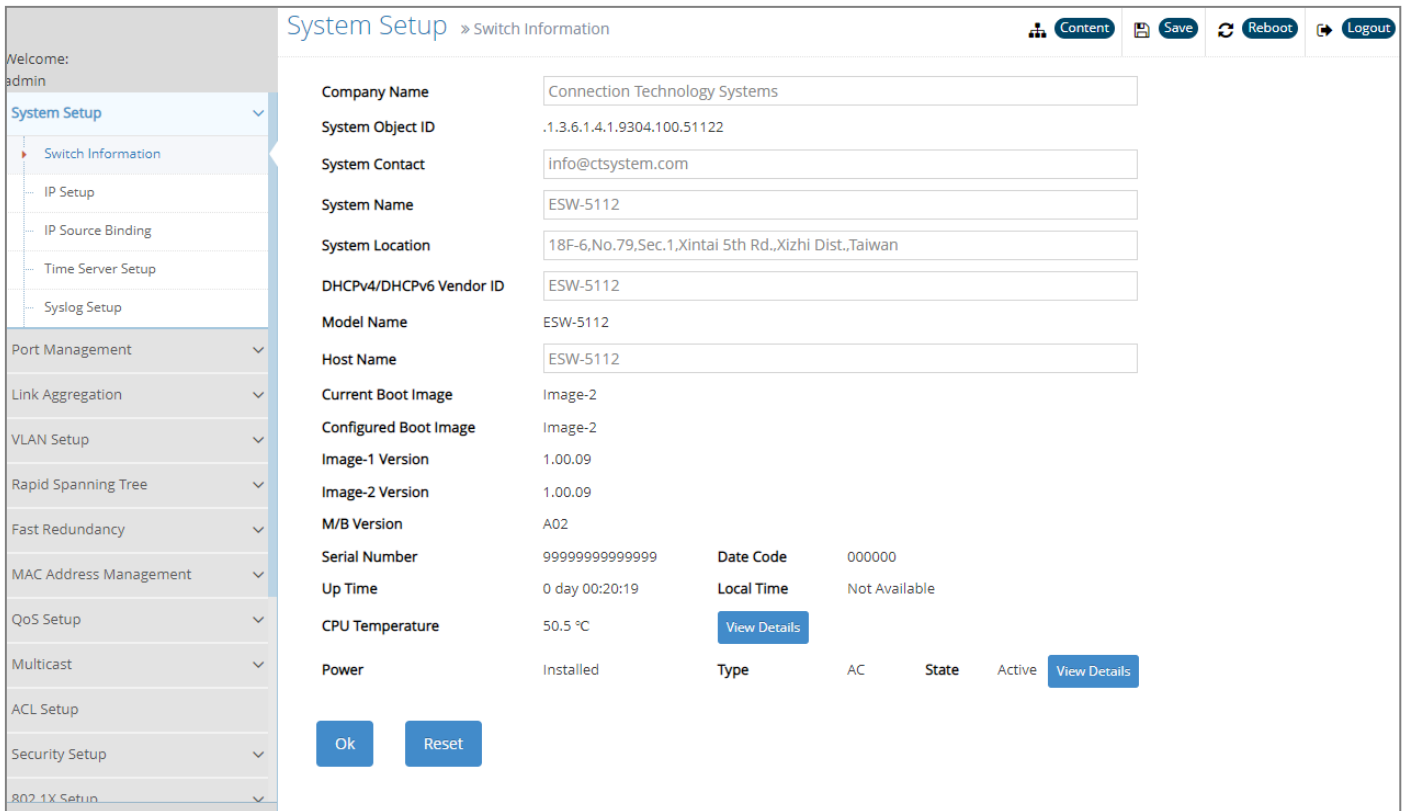 System Setup » Switch Information
Content Save Reboot Logout
Welcome:
admin
System Setup
Switch Information
IP Setup
IP Source Binding
Time Server Setup
Syslog Setup
Port Management
Link Aggregation
VLAN Setup
Rapid Spanning Tree
Fast Redundancy
MAC Address Management
QoS Setup
Multicast
ACL Setup
Security Setup
802.1X Setup
Company Name Connection Technology Systems
System Object ID .1.3.6.1.4.1.9304.100.51122
System Contact info@ctsystem.com
System Name ESW-5112
System Location 18F-6,No.79,Sec.1,Xintai 5th Rd.,Xizhi Dist.,Taiwan
DHCPv4/DHCPv6 Vendor ID ESW-5112
Model Name ESW-5112
Host Name ESW-5112
Current Boot Image Image-2
Configured Boot Image Image-2
Image-1 Version 1.00.09
Image-2 Version 1.00.09
M/B Version A02
Serial Number 99999999999999 Date Code 000000
Up Time 0 day 00:20:19 Local Time Not Available
CPU Temperature 50.5 ℃ View Details
Power Installed Type AC State Active View Details
Ok Reset